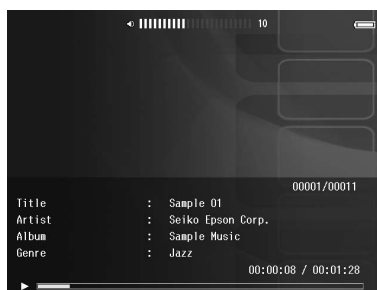 10
00001/00011
Title : Sample 01
Artist : Seiko Epson Corp.
Album : Sample Music
Genre : Jazz
00:00:08 / 00:01:28